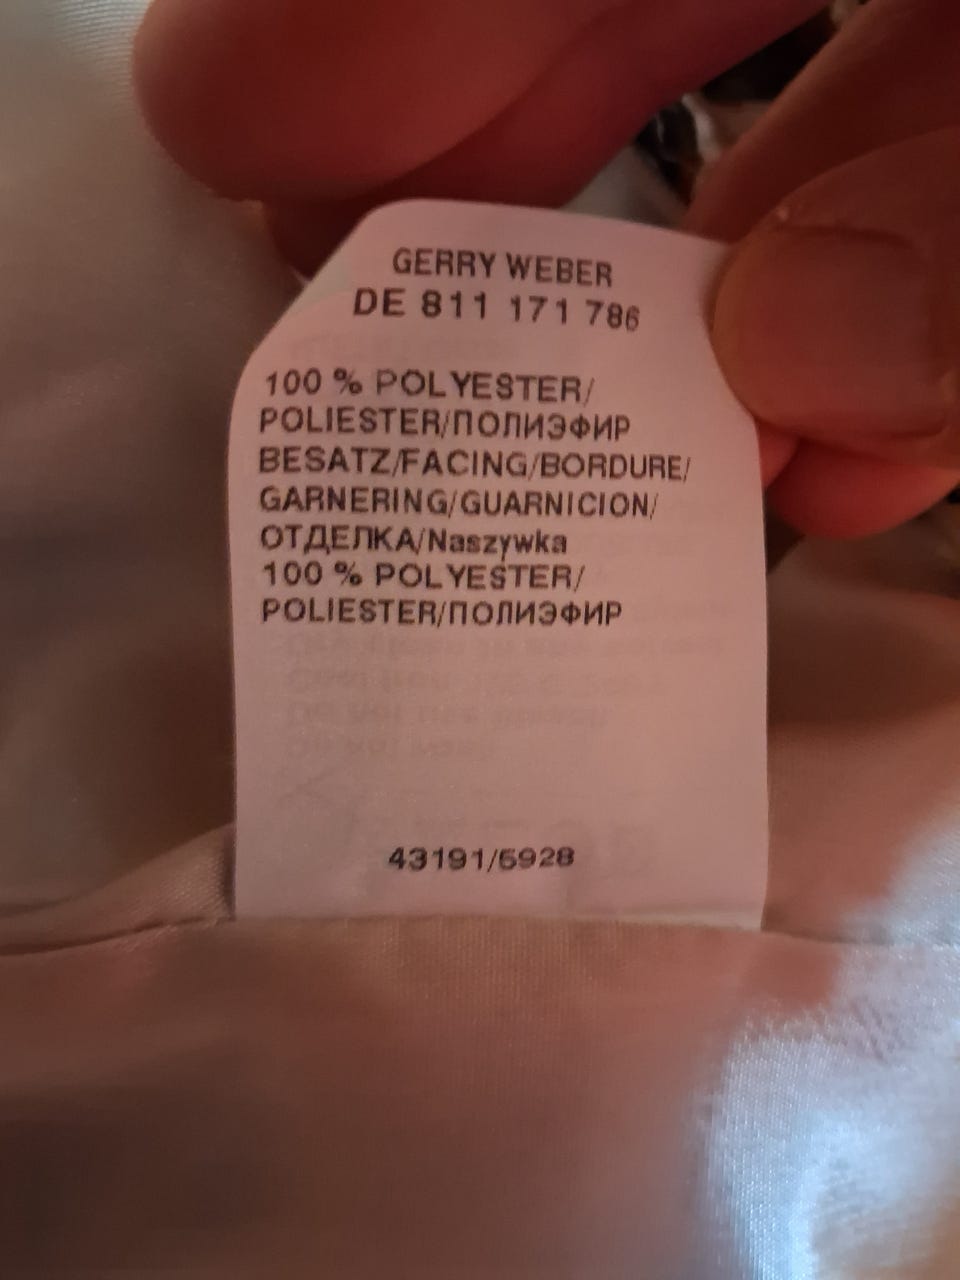 GERRY WEBER
DE 811 171 786
100 % POLYESTER/
POLIESTER/ПОЛИЭФИР
BESATZ/FACING/BORDURE/
GARNERING/GUARNICION/
ОТДЕЛКА/Naszywka
100 % POLYESTER/
POLIESTER/ПОЛИЭФИР
43191/5928